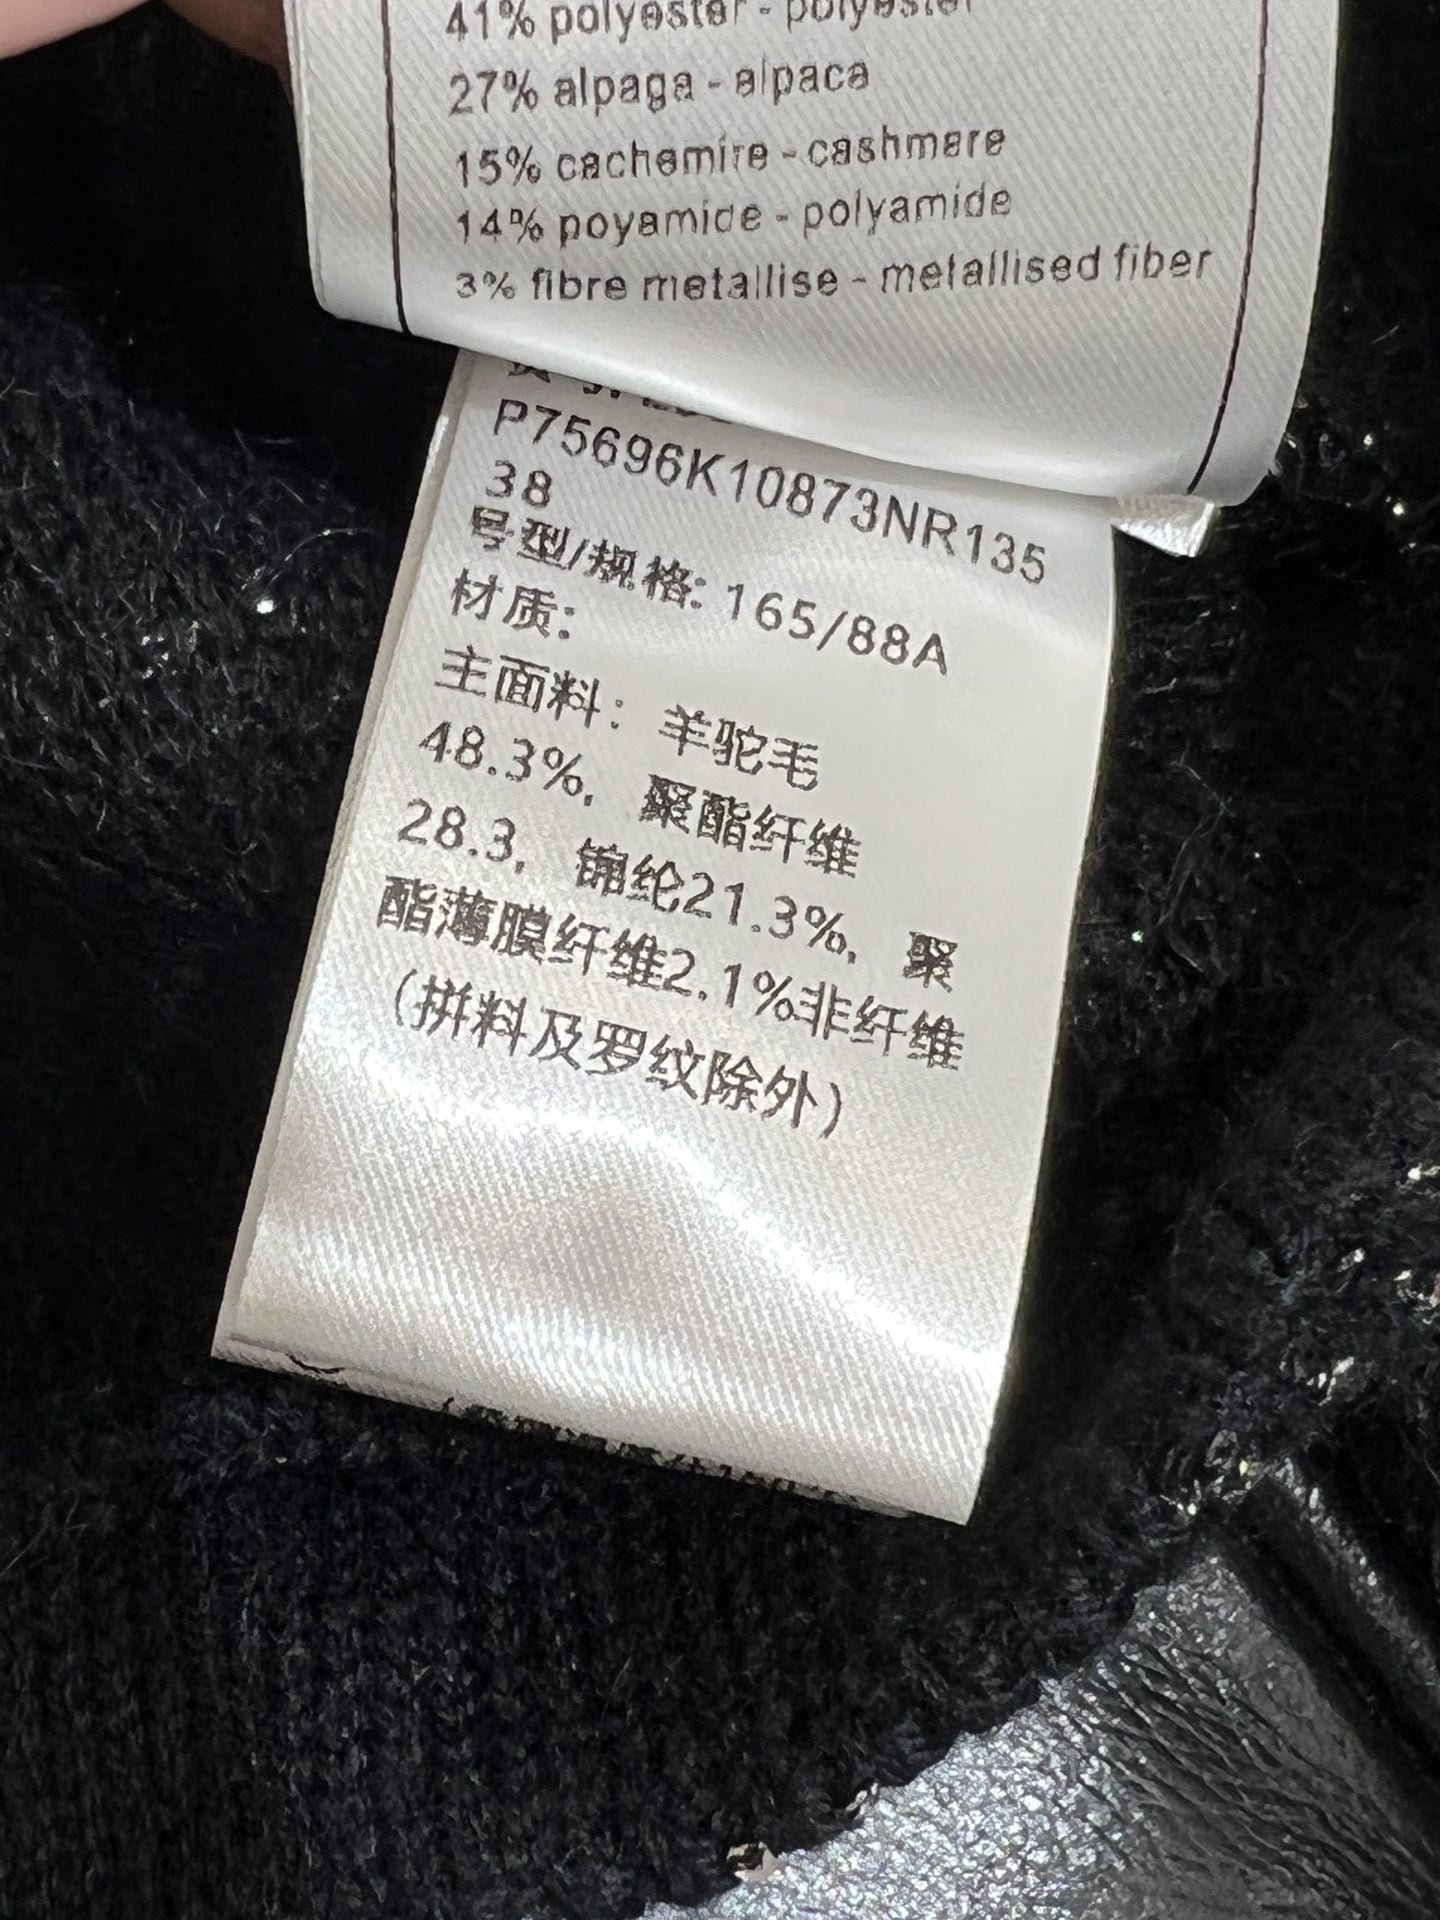 41% polyester - polyester
27% alpaga - alpaca
15% cachemire - cashmere
14% poyamide - polyamide
3% fibre metallise - metallised fiber
P75696K10873NR135
38
号型/规格: 165/88A
材质:
主面料: 羊驼毛
48.3%, 聚酯纤维
28.3, 锦纶21.3%, 聚
酯薄膜纤维2.1%非纤维
(拼料及罗纹除外)